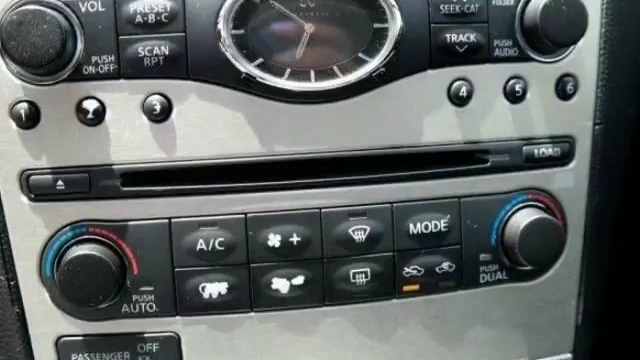 VOL
PRESET
A·B·C
SEEK·CAT
FOLDER
PUSH
ON·OFF
SCAN
RPT
TRACK
PUSH
AUDIO
1
3
4
5
6
LOAD
A/C
+
MODE
PUSH
AUTO
PUSH
DUAL
PASSENGER
OFF